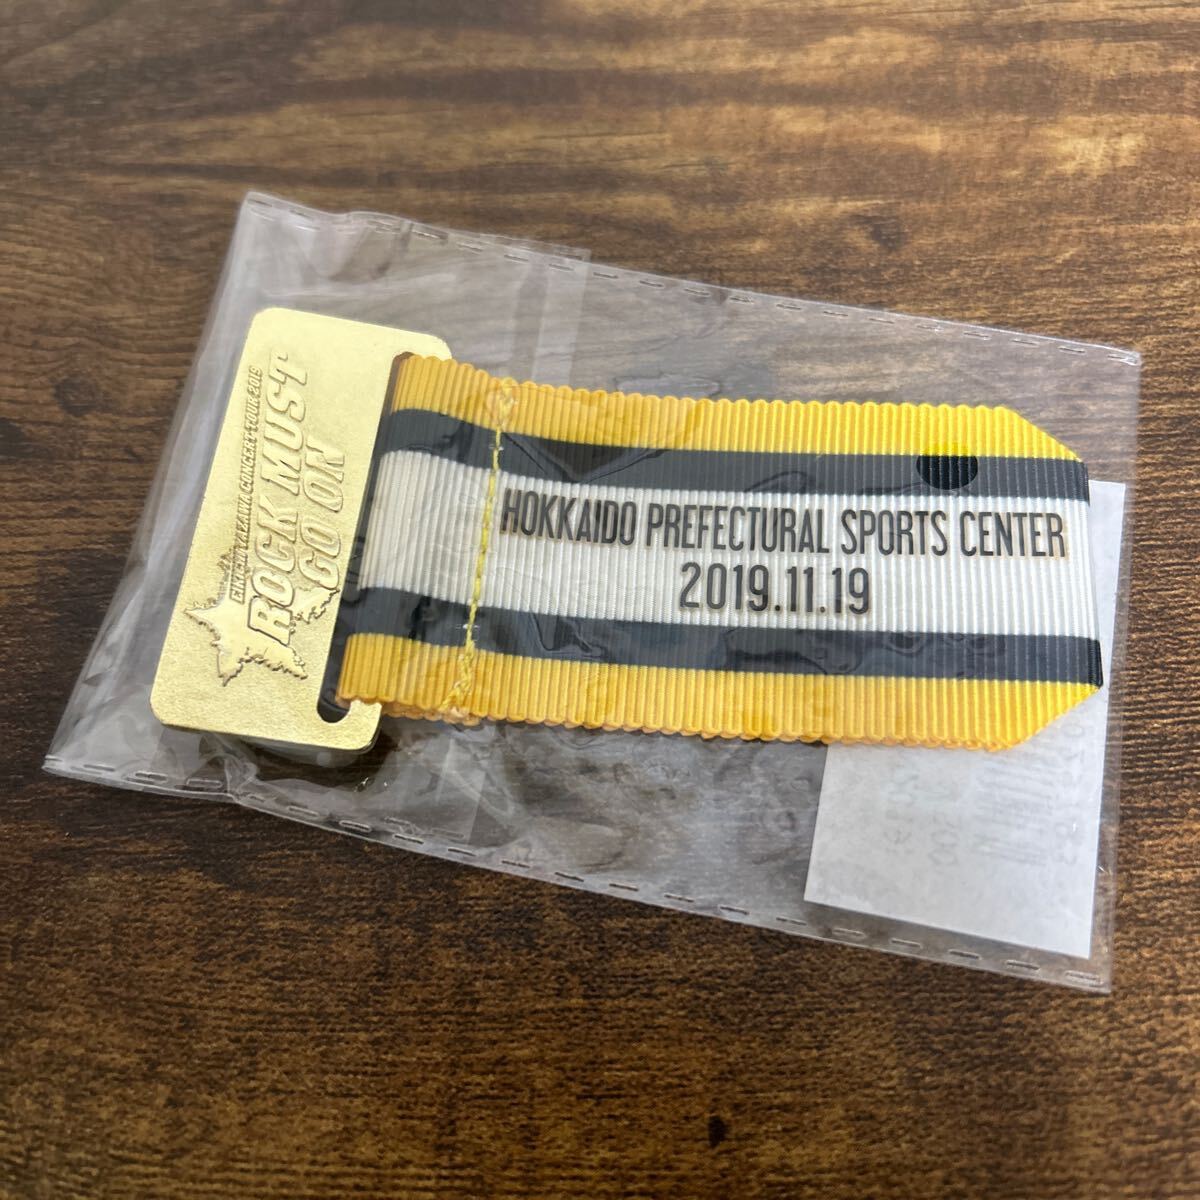 EIKICHI YAZAWA CONCERT TOUR 2019
ROCK MUST
GO ON
HOKKAIDO PREFECTURAL SPORTS CENTER
2019.11.19